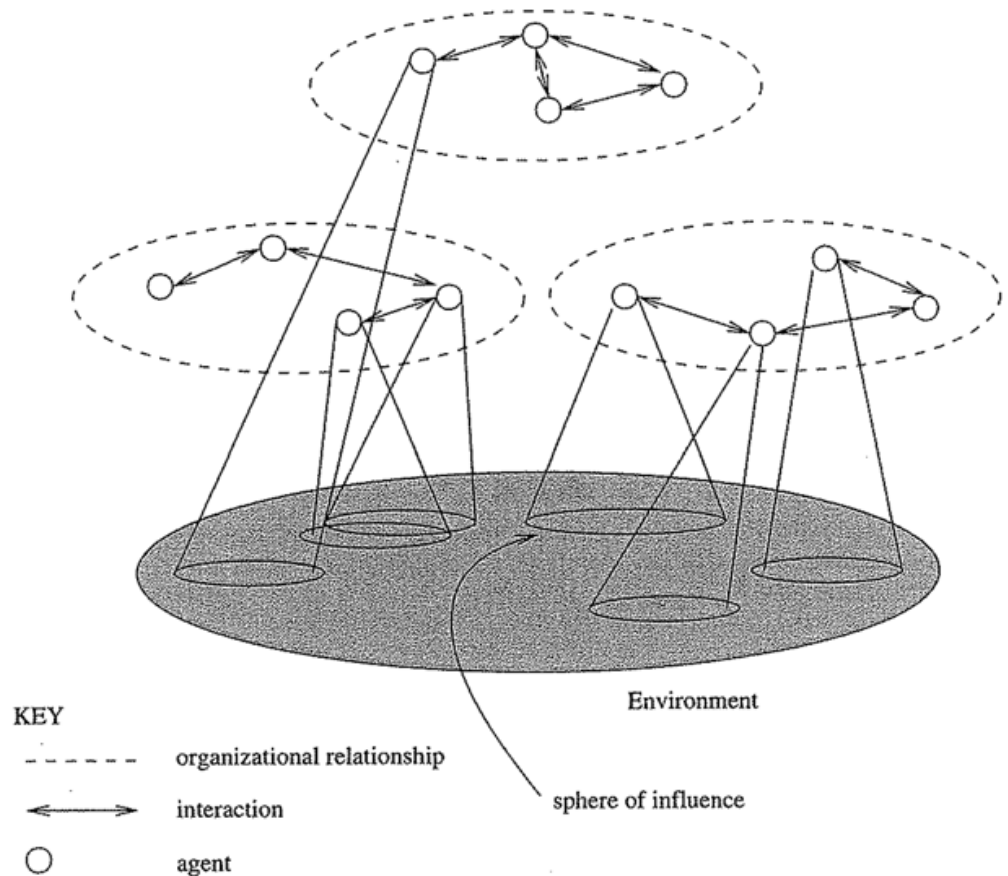 Environment
KEY
organizational relationship
interaction
sphere of influence
agent